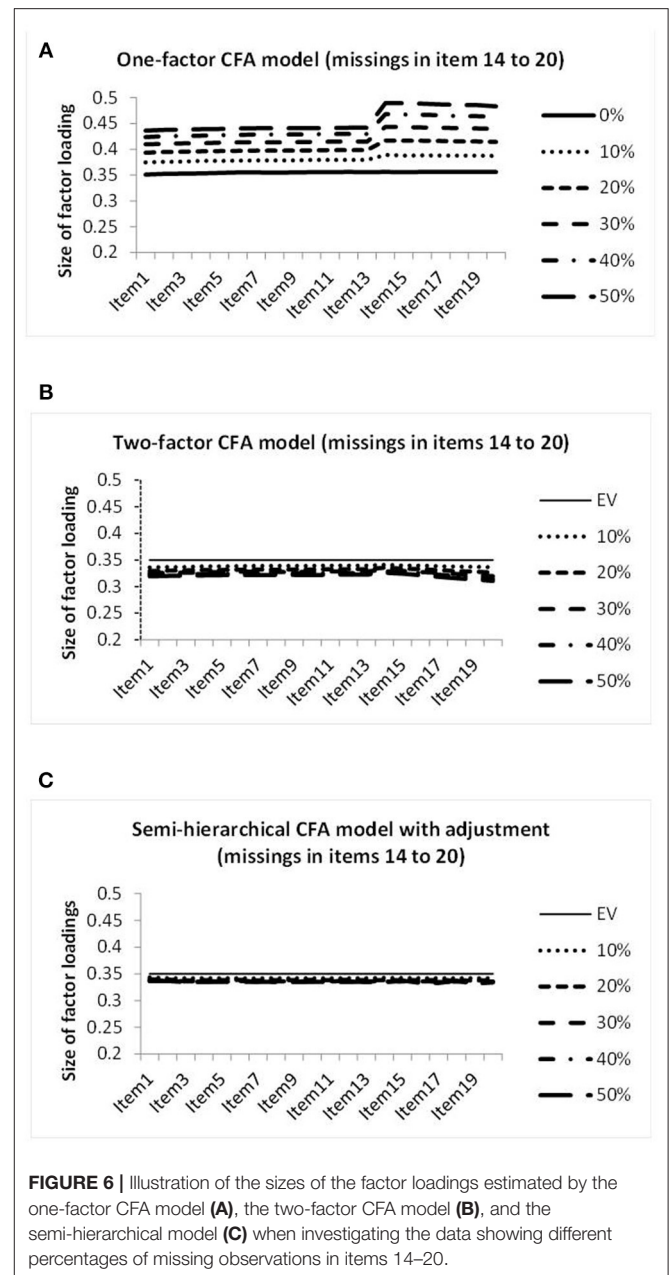 A
One-factor CFA model (missings in item 14 to 20)
Size of factor loading
0.5
0.45
0.4
0.35
0.3
0.25
0.2
Item1
Item3
Item5
Item7
Item9
Item11
Item13
Item15
Item17
Item19
0%
10%
20%
30%
40%
50%
B
Two-factor CFA model (missings in items 14 to 20)
Size of factor loading
0.5
0.45
0.4
0.35
0.3
0.25
0.2
Item1
Item3
Item5
Item7
Item9
Item11
Item13
Item15
Item17
Item19
EV
10%
20%
30%
40%
50%
C
Semi-hierarchical CFA model with adjustment
(missings in items 14 to 20)
Size of factor loadings
0.5
0.45
0.4
0.35
0.3
0.25
0.2
Item1
Item3
Item5
Item7
Item9
Item11
Item13
Item15
Item17
Item19
EV
10%
20%
30%
40%
50%
FIGURE 6 | Illustration of the sizes of the factor loadings estimated by the
one-factor CFA model (A), the two-factor CFA model (B), and the
semi-hierarchical model (C) when investigating the data showing different
percentages of missing observations in items 14–20.